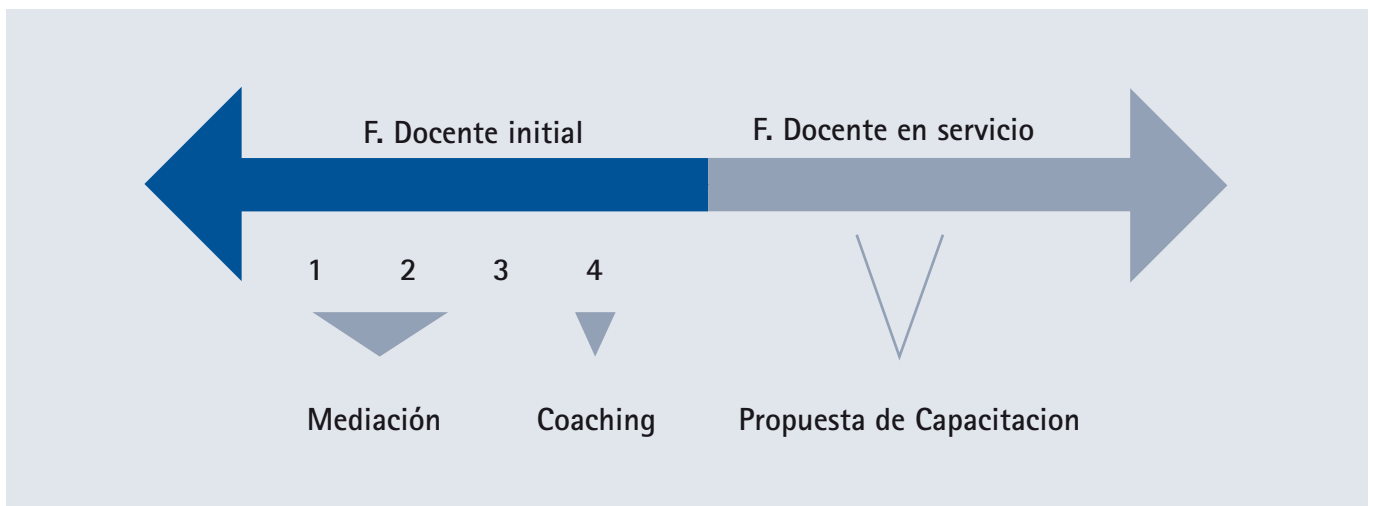 F. Docente initial
F. Docente en servicio
1 2 3 4
Mediación
Coaching
Propuesta de Capacitacion